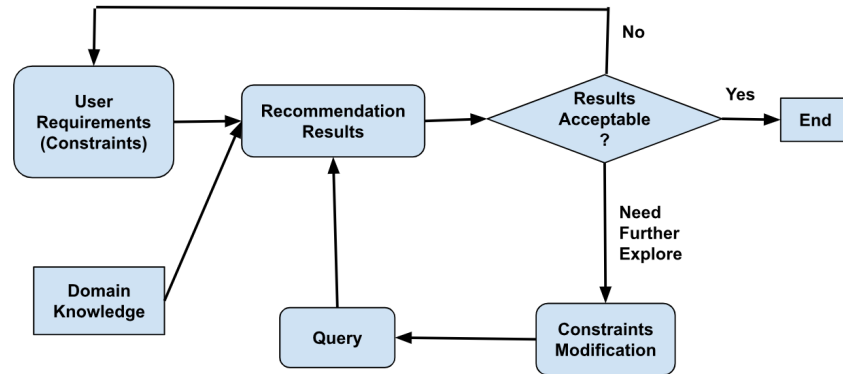 No
User
Requirements
(Constraints)
Recommendation
Results
Results
Acceptable
?
Yes
End
Need
Further
Explore
Domain
Knowledge
Query
Constraints
Modification